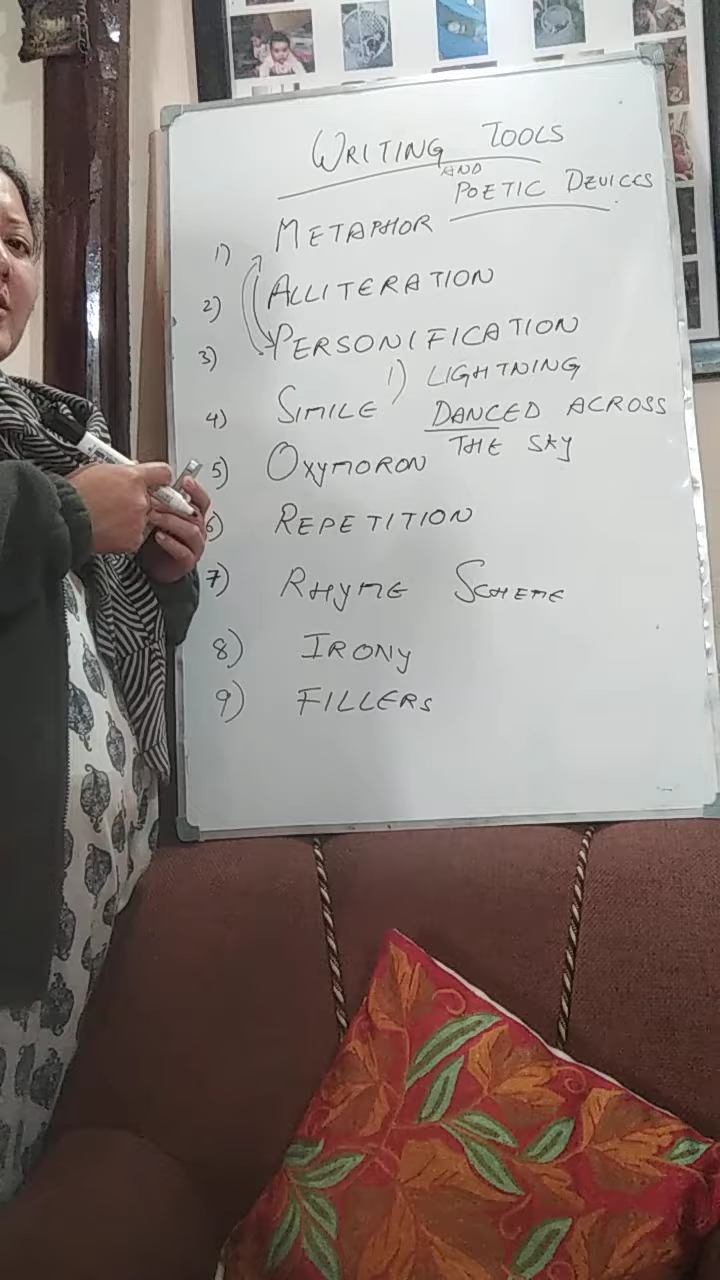 WRITING TOOLS
AND
POETIC DEVICES
1) METAPHOR
2) ALLITERATION
3) PERSONIFICATION
1) LIGHTNING
4) SIMILE DANCED ACROSS
THE SKY
5) OXYMORON
6) REPETITION
7) RHYME SCHEME
8) IRONY
9) FILLERS